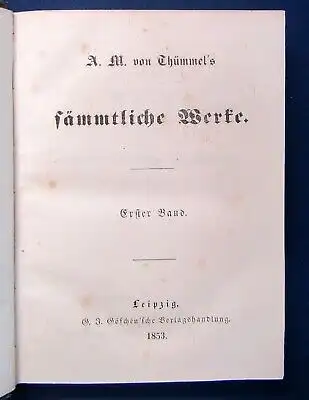 A. M. von Thümmel's
sämmtliche Werke.
Erster Band.
Leipzig.
G. J. Göschen'sche Verlagshandlung.
1853.